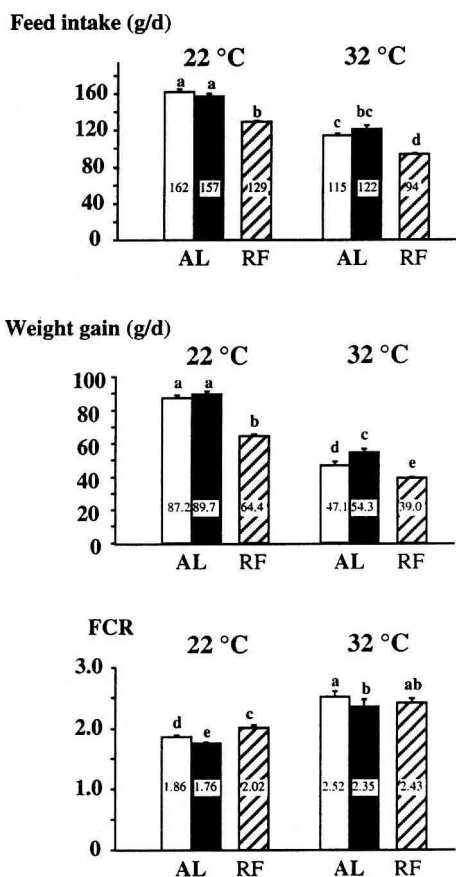 Feed intake (g/d)
22 °C 32 °C
160
120
80
40
0
a a b c bc d
162 157 129 115 122 94
AL RF AL RF
Weight gain (g/d)
22 °C 32 °C
100
80
60
40
20
0
a a b d c e
87.2 89.7 64.4 47.1 54.3 39.0
AL RF AL RF
FCR
22 °C 32 °C
3.0
2.0
1.0
0
d e c a b ab
1.86 1.76 2.02 2.52 2.35 2.43
AL RF AL RF